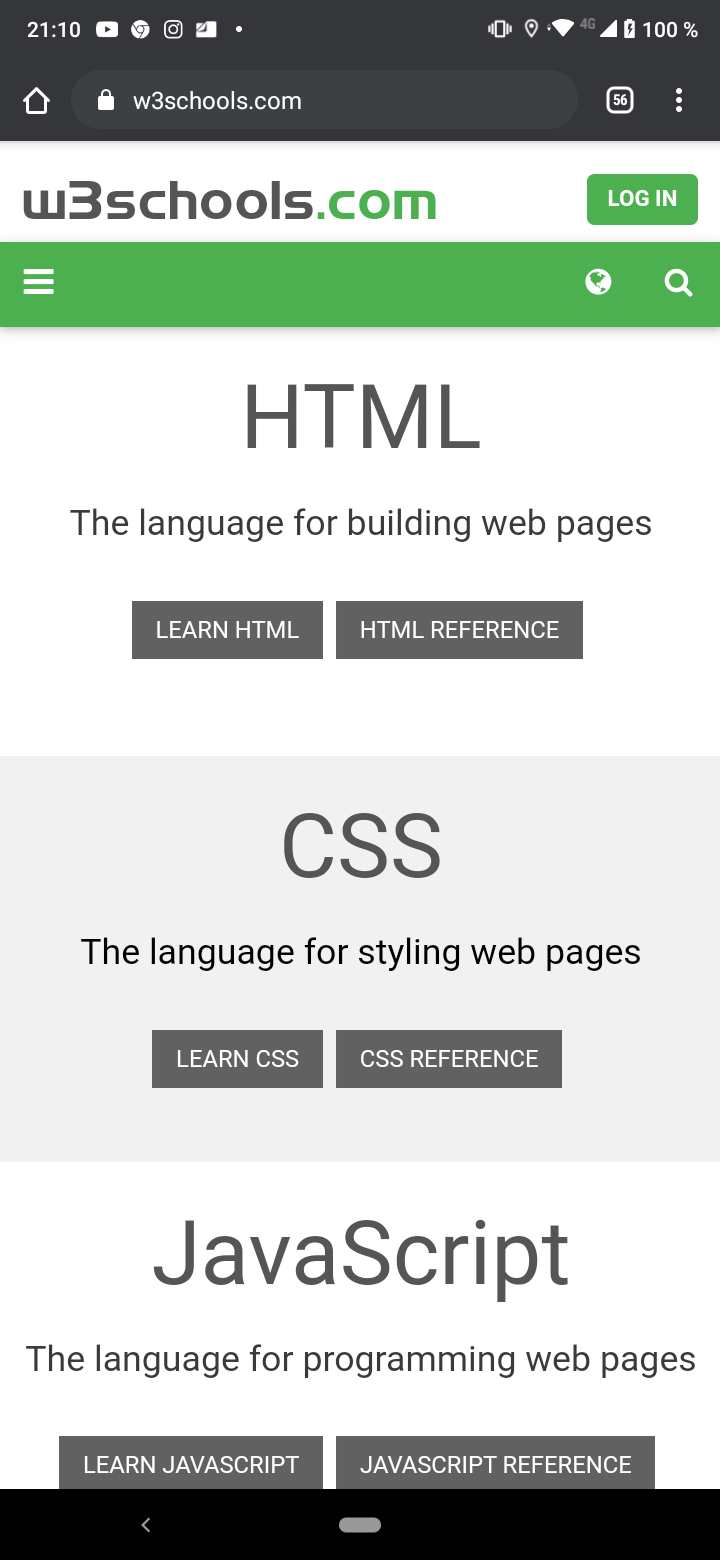 21:10 4G 100 %
w3schools.com 56
w3schools.com LOG IN
HTML
The language for building web pages
LEARN HTML HTML REFERENCE
CSS
The language for styling web pages
LEARN CSS CSS REFERENCE
JavaScript
The language for programming web pages
LEARN JAVASCRIPT JAVASCRIPT REFERENCE